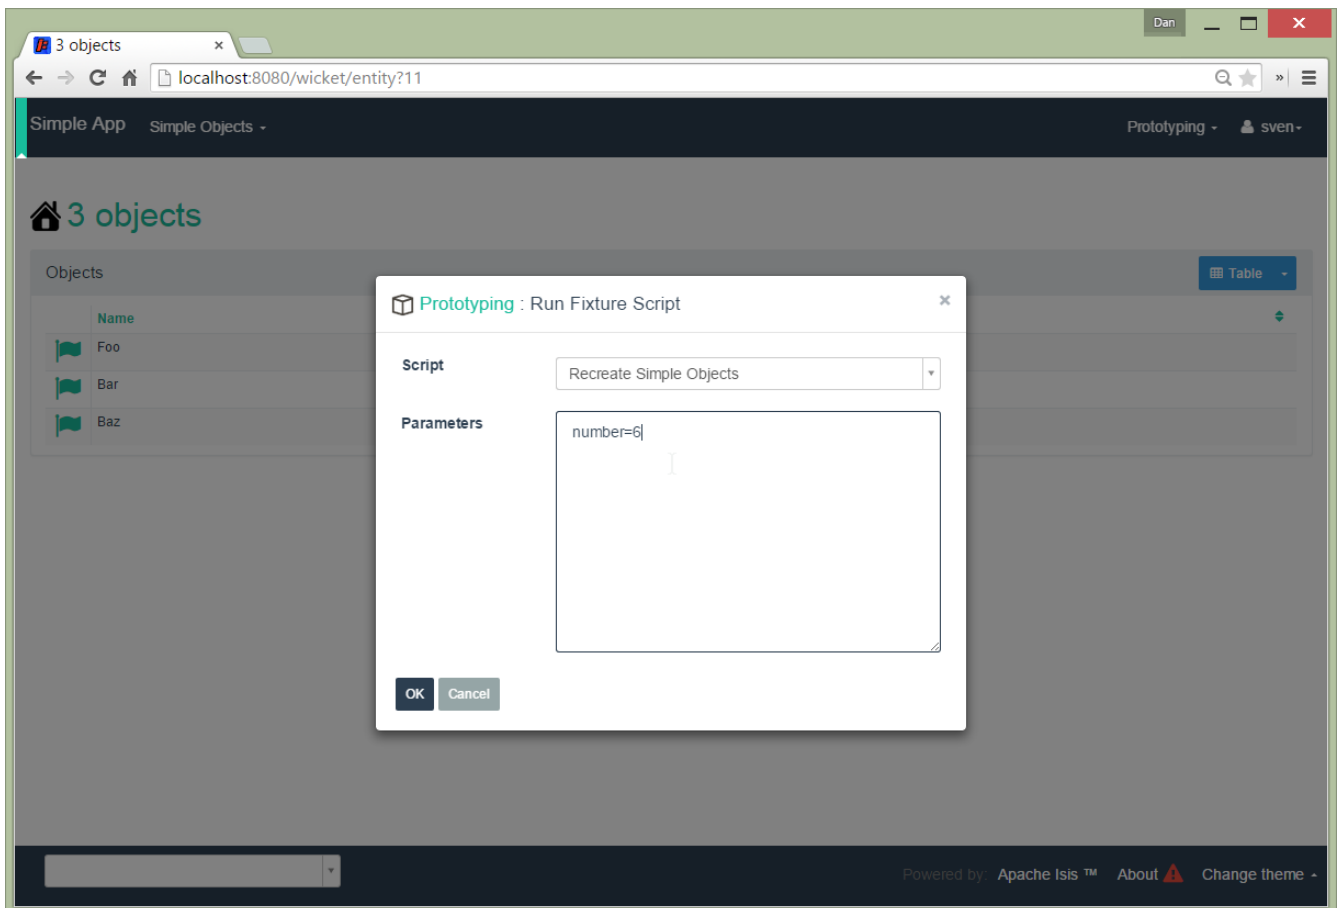 Dan
3 objects
localhost:8080/wicket/entity?11
Simple App Simple Objects Prototyping sven
3 objects
Objects Table
Name
Foo
Bar
Baz
Prototyping : Run Fixture Script
Script Recreate Simple Objects
Parameters number=6
OK Cancel
Powered by: Apache Isis ™ About Change theme